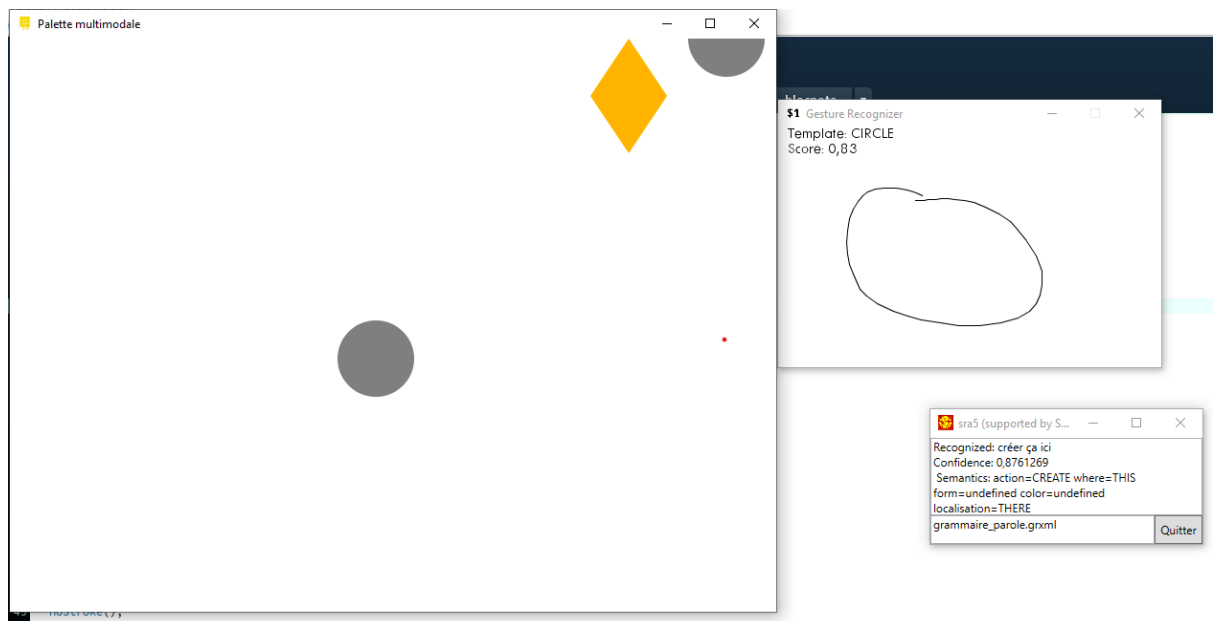 Palette multimodale
$1 Gesture Recognizer
Template: CIRCLE
Score: 0,83
sra5 (supported by S...
Recognized: créer ça ici
Confidence: 0,8761269
Semantics: action=CREATE where=THIS
form=undefined color=undefined
localisation=THERE
grammaire_parole.grxml
Quitter